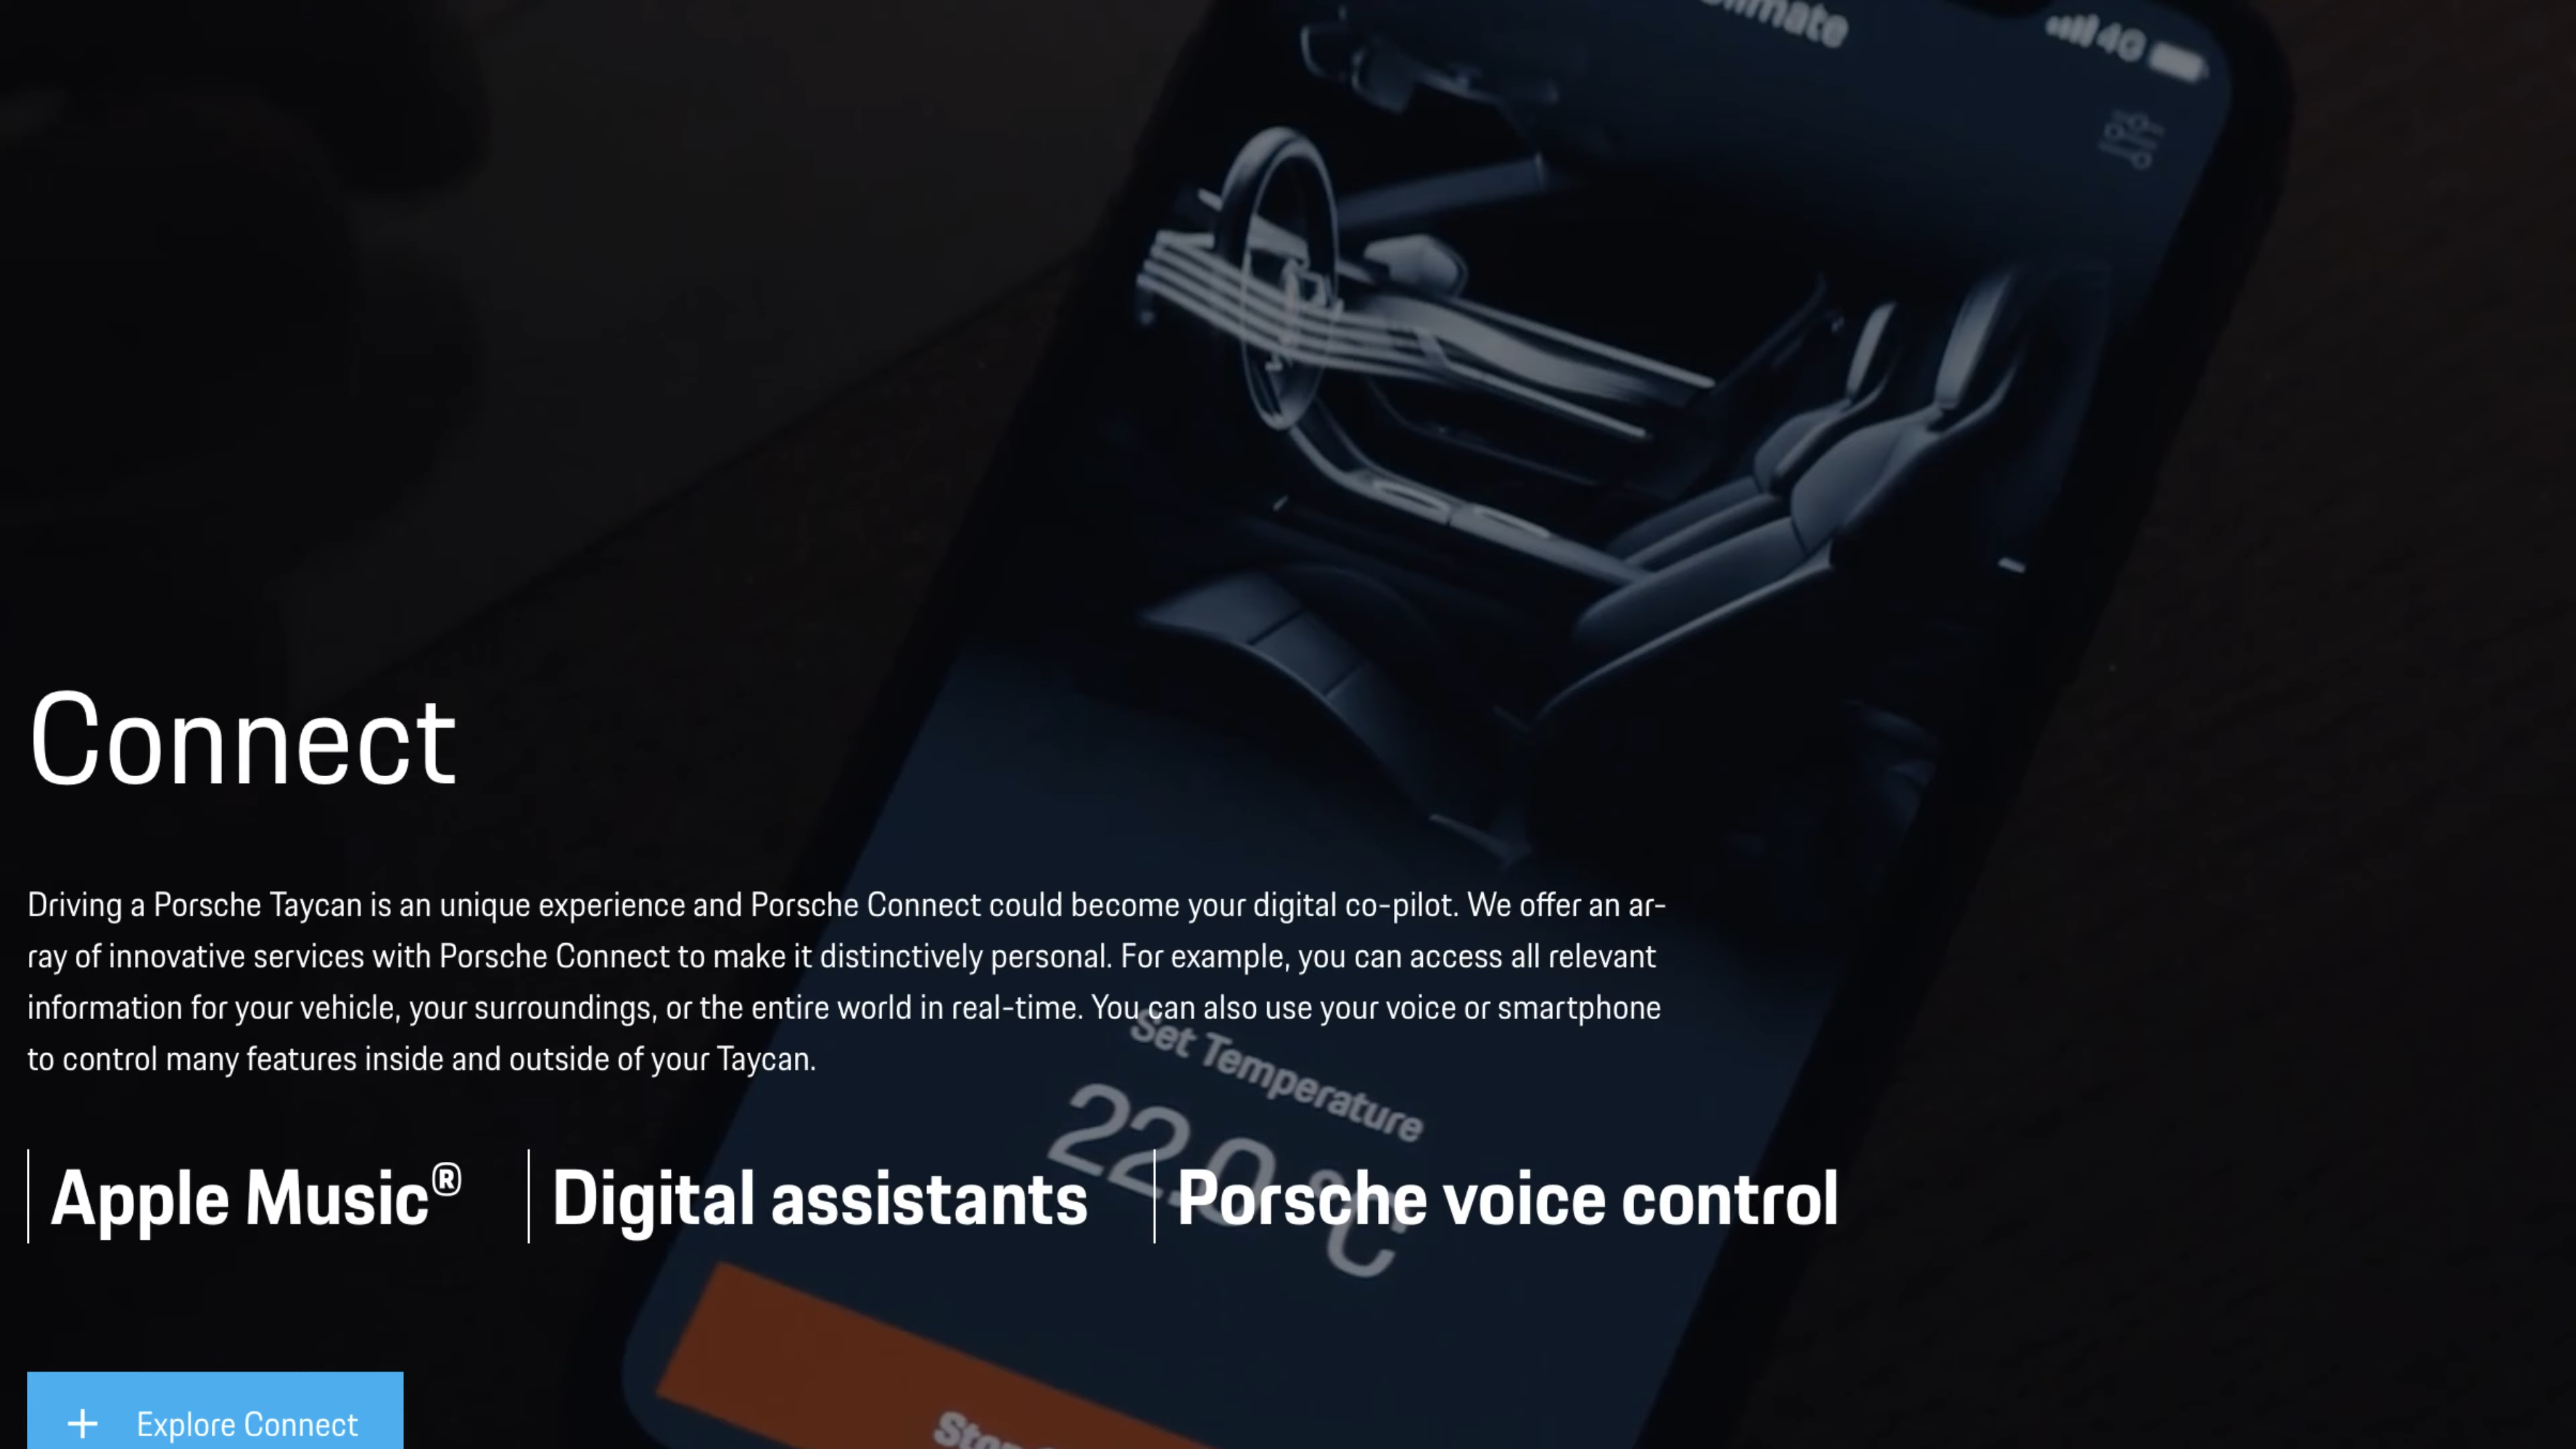 4G
Connect
Driving a Porsche Taycan is an unique experience and Porsche Connect could become your digital co-pilot. We offer an ar-
ray of innovative services with Porsche Connect to make it distinctively personal. For example, you can access all relevant
information for your vehicle, your surroundings, or the entire world in real-time. You can also use your voice or smartphone
to control many features inside and outside of your Taycan.
Set Temperature
22.0 °C
Apple Music®
Digital assistants
Porsche voice control
+ Explore Connect